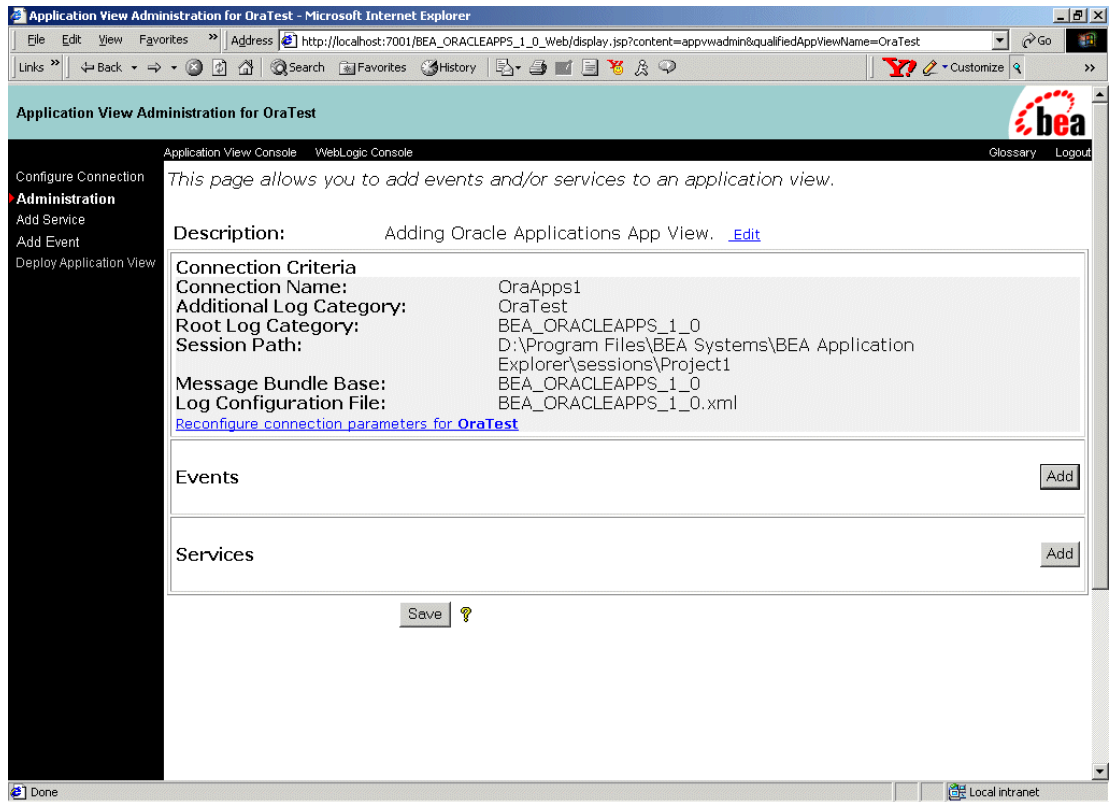 Application View Administration for OraTest - Microsoft Internet Explorer
File Edit View Favorites » Address http://localhost:7001/BEA_ORACLEAPPS_1_0_Web/display.jsp?content=appvwadmin&qualifiedAppViewName=OraTest Go
Links » Back Search Favorites History Customize »
Application View Administration for OraTest
bea
Application View Console WebLogic Console Glossary Logout
Configure Connection
Administration
Add Service
Add Event
Deploy Application View
This page allows you to add events and/or services to an application view.
Description: Adding Oracle Applications App View. Edit
Connection Criteria
Connection Name: OraApps1
Additional Log Category: OraTest
Root Log Category: BEA_ORACLEAPPS_1_0
Session Path: D:\Program Files\BEA Systems\BEA Application
Explorer\sessions\Project1
Message Bundle Base: BEA_ORACLEAPPS_1_0
Log Configuration File: BEA_ORACLEAPPS_1_0.xml
Reconfigure connection parameters for OraTest
Events Add
Services Add
Save ?
Done Local intranet